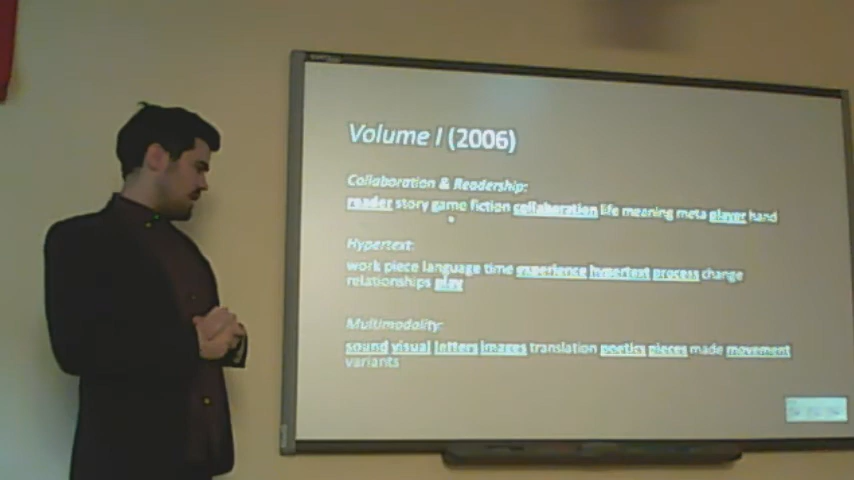 Volume I (2006)
Collaboration & Readership:
reader story game fiction collaboration life meaning meta player hand
Hypertext:
work piece language time experience hypertext process change
relationships play
Multimodality:
sound visual letters images translation poetics pieces made movement
variants